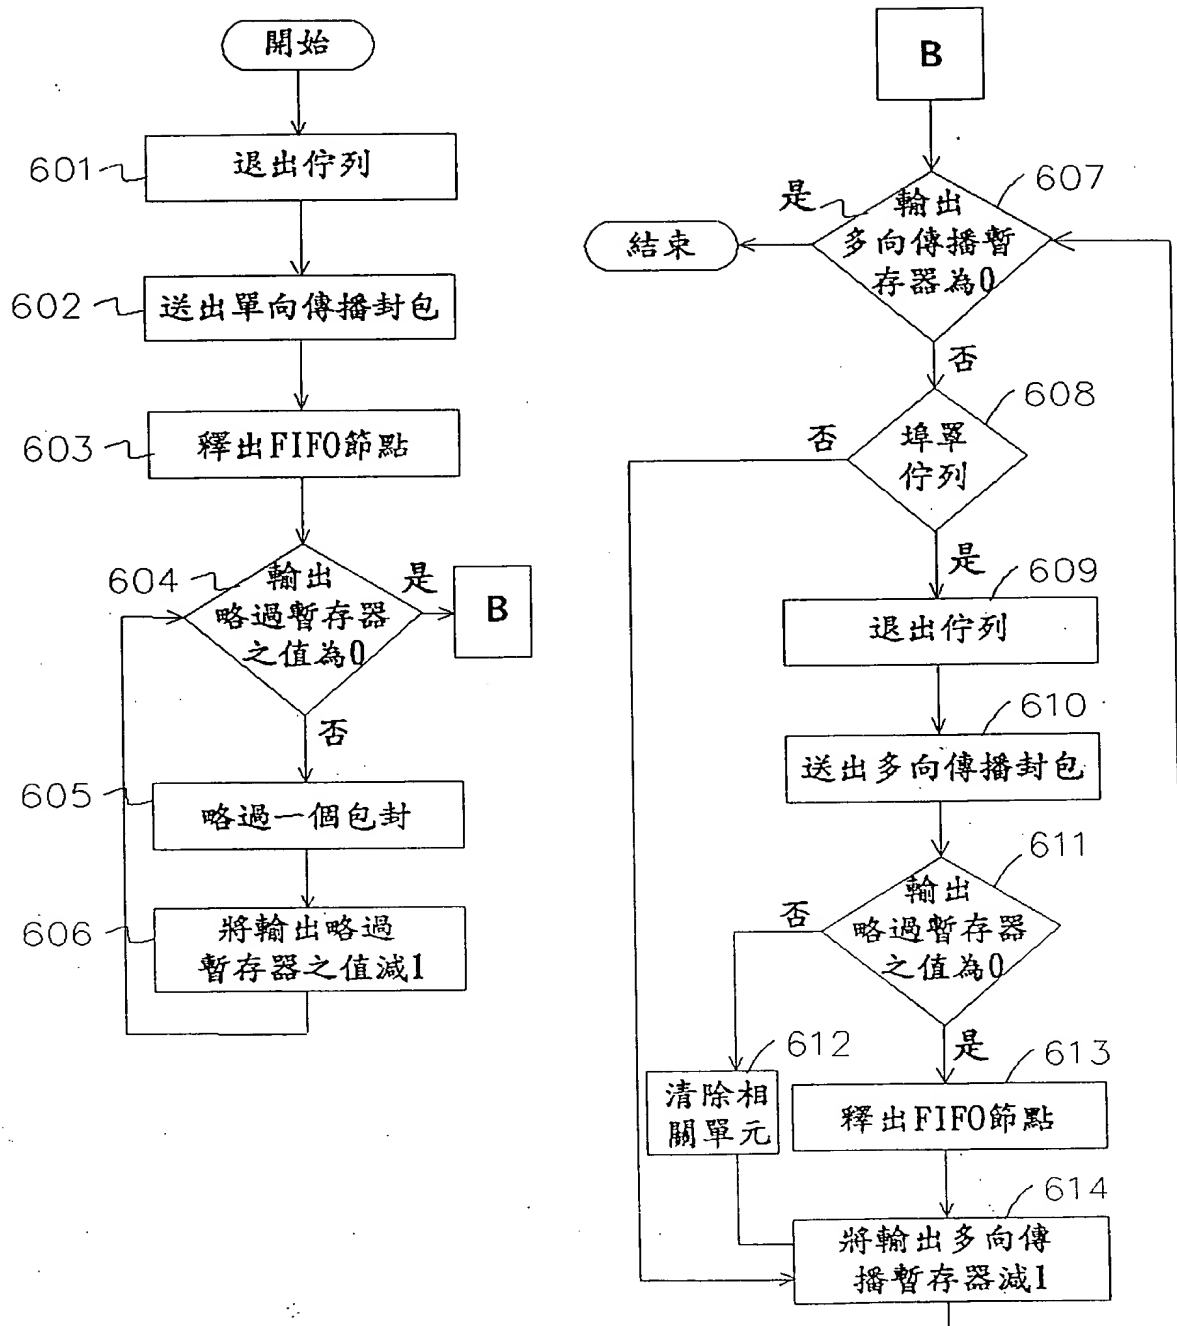 開始
601
退出佇列
602
送出單向傳播封包
603
釋出FIFO節點
604
輸出
略過暫存器
之值為0
是
B
否
605
略過一個包封
606
將輸出略過
暫存器之值減1
B
607
是
輸出
多向傳播暫
存器為0
結束
否
608
否
埠罩
佇列
是
609
退出佇列
610
送出多向傳播封包
611
否
輸出
略過暫存器
之值為0
是
612
清除相
關單元
613
釋出FIFO節點
614
將輸出多向傳
播暫存器減1